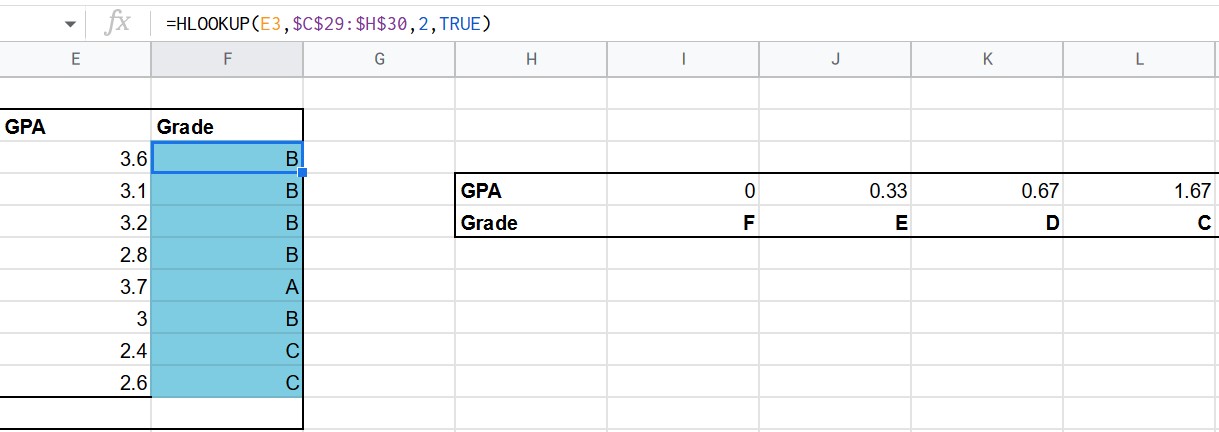 fx =HLOOKUP(E3,$C$29:$H$30,2,TRUE)
E F G H I J K L
GPA Grade
3.6 B
3.1 B GPA 0 0.33 0.67 1.67
3.2 B Grade F E D C
2.8 B
3.7 A
3 B
2.4 C
2.6 C